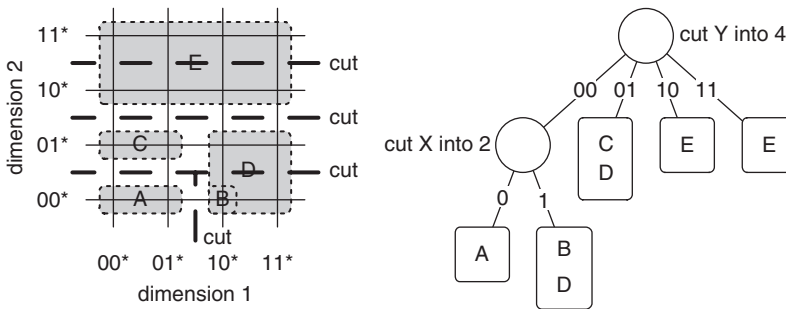 11*
E
cut
10*
cut
01*
C
D
cut
00*
A
B
cut
00* 01* 10* 11*
dimension 1
dimension 2
cut Y into 4
00 01 10 11
cut X into 2
C
D
E
E
0 1
A
B
D